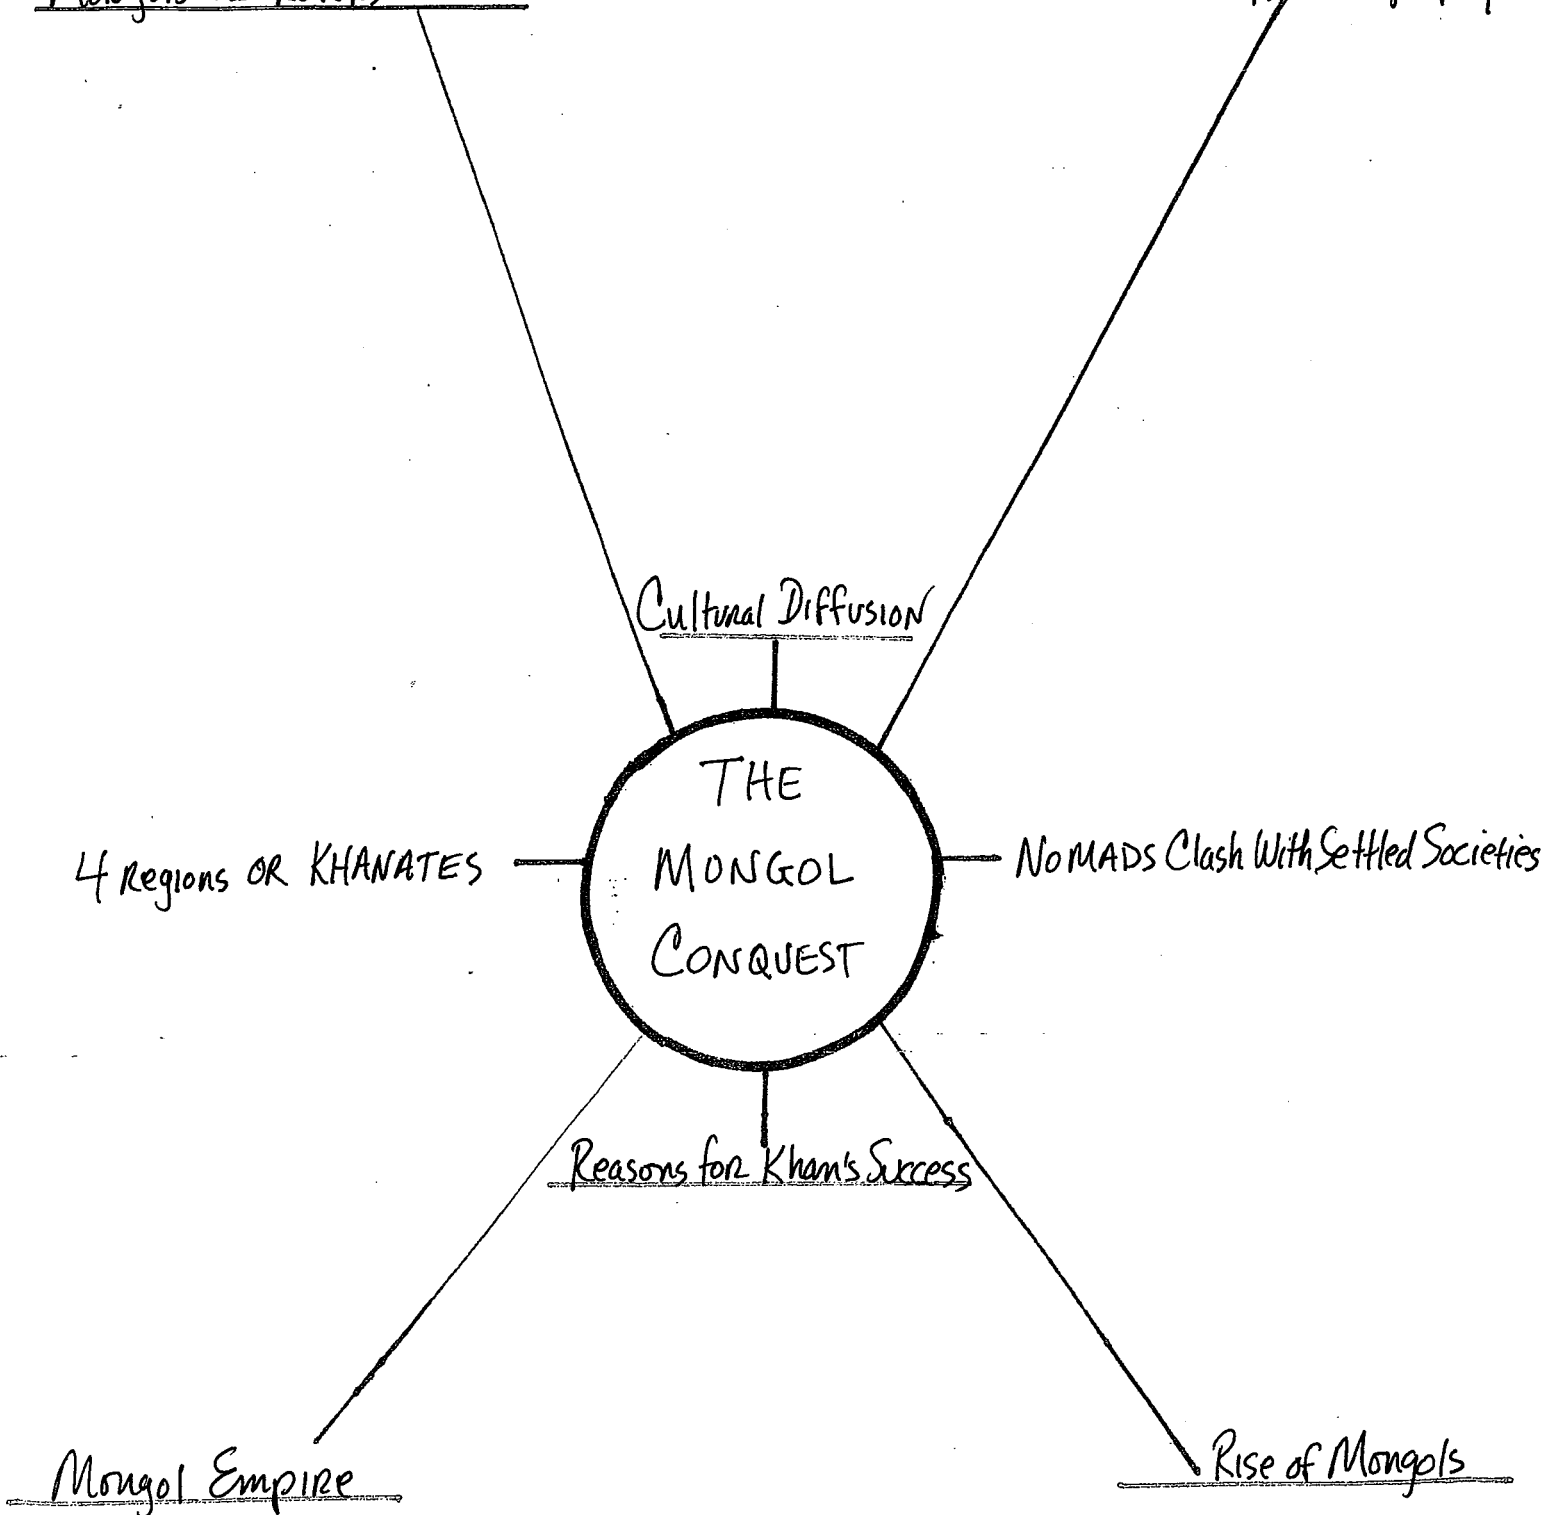 Cultural Diffusion
THE
MONGOL
CONQUEST
4 Regions OR KHANATES
NOMADS Clash With Settled Societies
Reasons for Khan's Success
Mongol Empire
Rise of Mongols